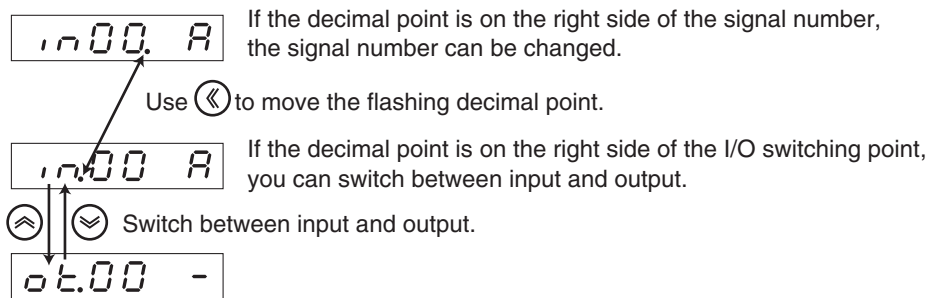 in00. A
If the decimal point is on the right side of the signal number,
the signal number can be changed.
Use to move the flashing decimal point.
in.00 A
If the decimal point is on the right side of the I/O switching point,
you can switch between input and output.
Switch between input and output.
ot.00 -